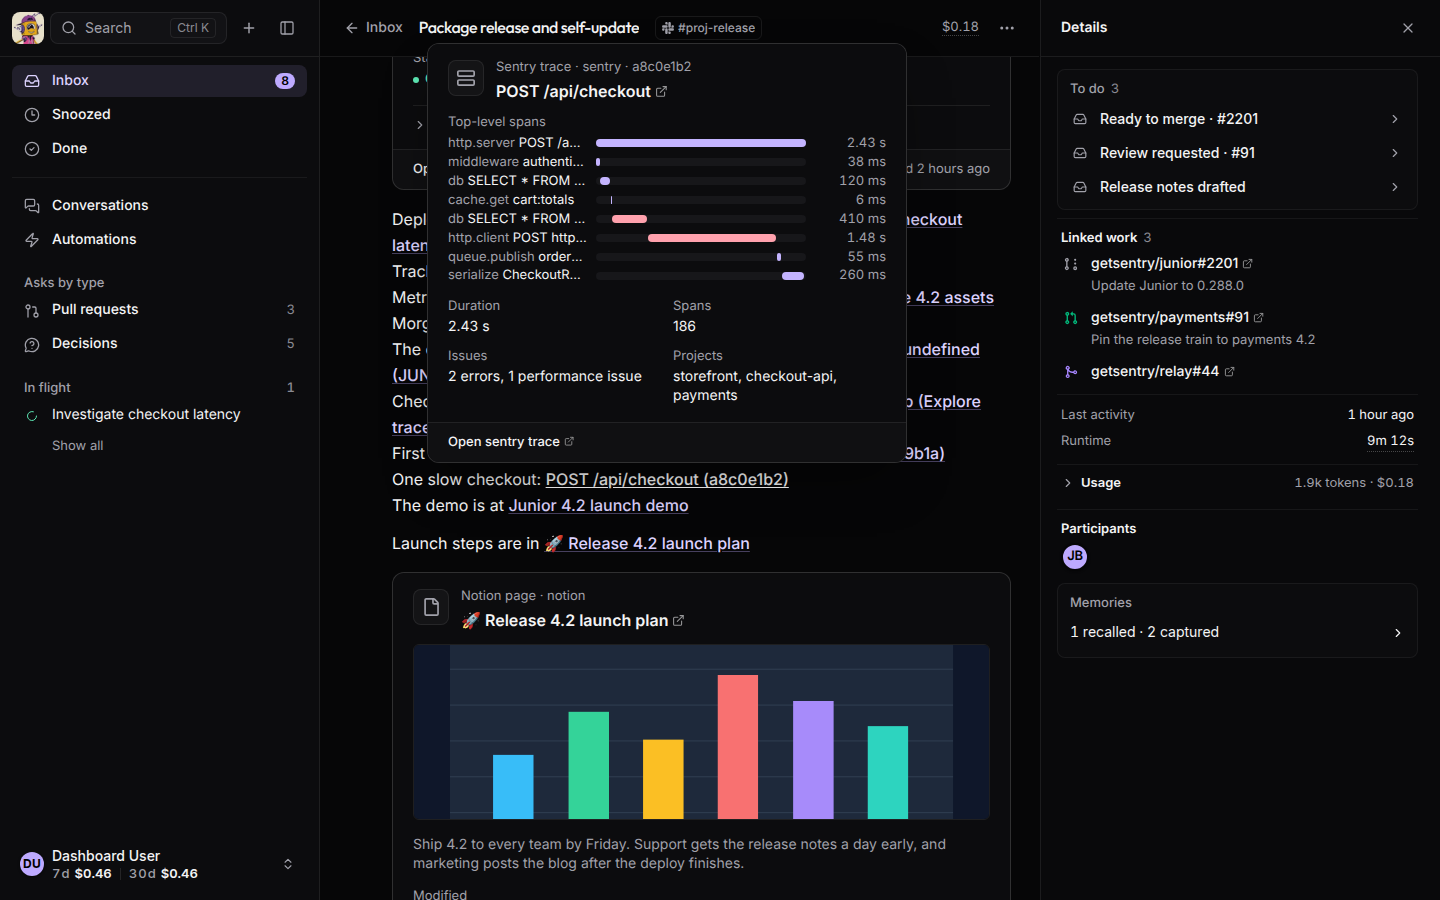 Search
Ctrl K
Inbox
8
Snoozed
Done
Conversations
Automations
Asks by type
Pull requests
3
Decisions
5
In flight
1
Investigate checkout latency
Show all
DU
Dashboard User
7d $0.46 | 30d $0.46
Inbox
Package release and self-update
#proj-release
$0.18
Sentry trace · sentry · a8c0e1b2
POST /api/checkout
Top-level spans
http.server POST /a... 2.43 s
middleware authenti... 38 ms
db SELECT * FROM ... 120 ms
cache.get cart:totals 6 ms
db SELECT * FROM ... 410 ms
http.client POST http... 1.48 s
queue.publish order... 55 ms
serialize CheckoutR... 260 ms
Duration
2.43 s
Spans
186
Issues
2 errors, 1 performance issue
Projects
storefront, checkout-api,
payments
Open sentry trace
2 hours ago
e 4.2 assets
The
undefined
(JUN
(Explore
trace
First
9b1a)
One slow checkout: POST /api/checkout (a8c0e1b2)
The demo is at Junior 4.2 launch demo
Launch steps are in 🚀 Release 4.2 launch plan
Notion page · notion
🚀 Release 4.2 launch plan
Ship 4.2 to every team by Friday. Support gets the release notes a day early, and
marketing posts the blog after the deploy finishes.
Modified
Details
To do 3
Ready to merge · #2201
Review requested · #91
Release notes drafted
Linked work 3
getsentry/junior#2201
Update Junior to 0.288.0
getsentry/payments#91
Pin the release train to payments 4.2
getsentry/relay#44
Last activity
1 hour ago
Runtime
9m 12s
Usage
1.9k tokens · $0.18
Participants
JB
Memories
1 recalled · 2 captured